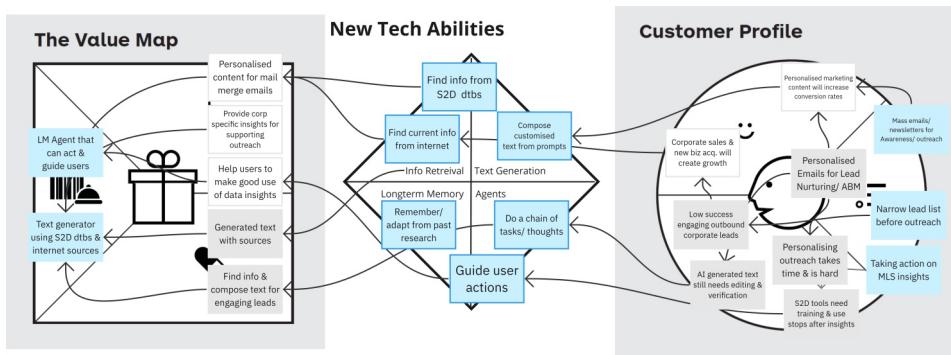 The Value Map
Personalised
content for mail
merge emails
Provide corp
specific insights for
supporting
outreach
LM Agent that
can act &
guide users
Help users to
make good use
of data insights
Text generator
using S2D dtbs &
internet sources
Generated text
with sources
Find info &
compose text for
engaging leads
New Tech Abilities
Find info from
S2D dtbs
Find current info
from internet
Compose
customised
text from prompts
Info Retreival
Text Generation
Longterm Memory
Agents
Remember/
adapt from past
research
Do a chain of
tasks/ thoughts
Guide user
actions
Customer Profile
Personalised marketing
content will increase
conversion rates
Mass emails/
newsletters for
Awareness/ outreach
Corporate sales &
new biz acq. will
create growth
Personalised
Emails for Lead
Nurturing/ ABM
Low success
engaging outbound
corporate leads
Narrow lead list
before outreach
Personalising
outreach takes
time & is hard
AI generated text
still needs editing &
verification
Taking action on
MLS insights
S2D tools need
training & use
stops after insights